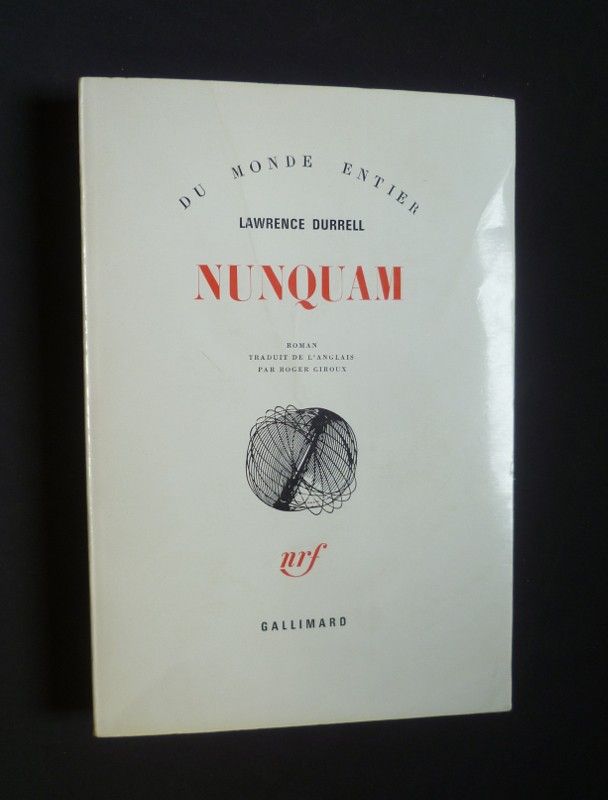 DU MONDE ENTIER
LAWRENCE DURRELL
NUNQUAM
ROMAN
TRADUIT DE L'ANGLAIS
PAR ROGER GIROUX
nrf
GALLIMARD